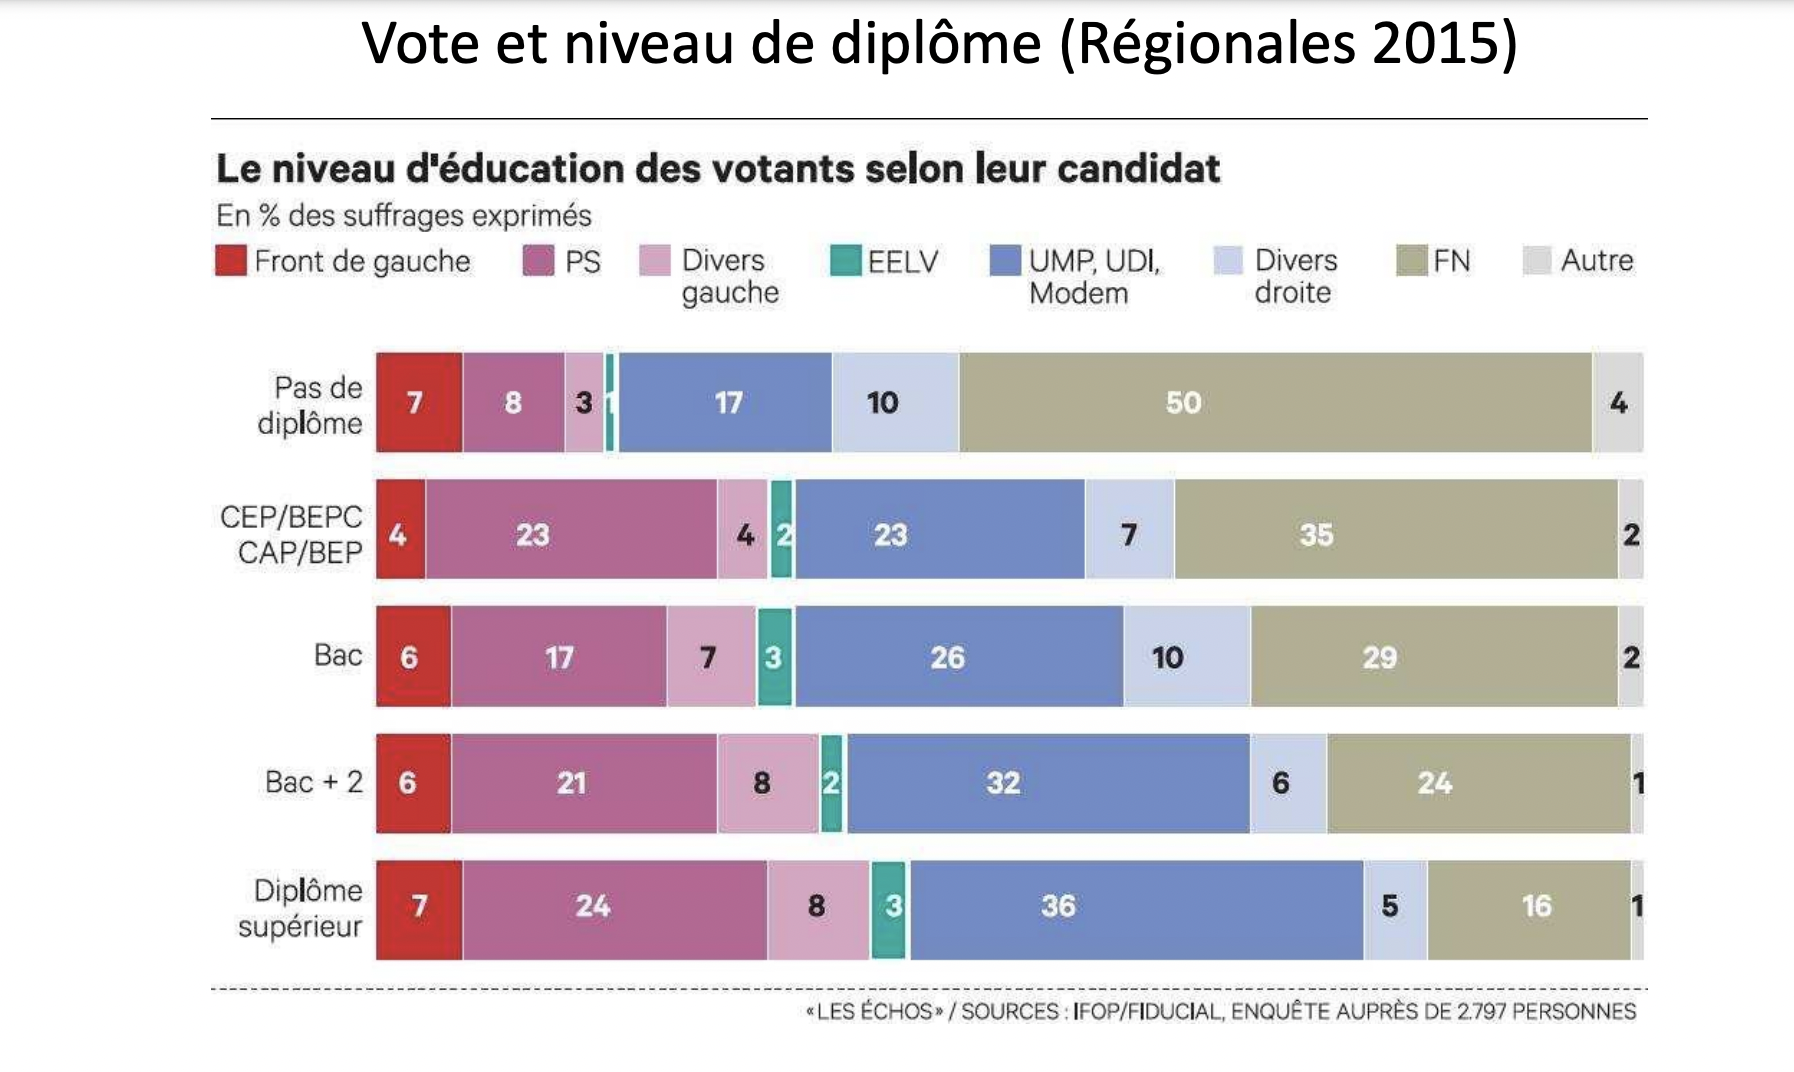 Vote et niveau de diplôme (Régionales 2015)
Le niveau d'éducation des votants selon leur candidat
En % des suffrages exprimés
Front de gauche PS Divers gauche EELV UMP, UDI, Modem Divers droite FN Autre
Pas de diplôme 7 8 3 1 17 10 50 4
CEP/BEPC CAP/BEP 4 23 4 2 23 7 35 2
Bac 6 17 7 3 26 10 29 2
Bac + 2 6 21 8 2 32 6 24 1
Diplôme supérieur 7 24 8 3 36 5 16 1
«LES ÉCHOS» / SOURCES : IFOP/FIDUCIAL, ENQUÊTE AUPRÈS DE 2.797 PERSONNES